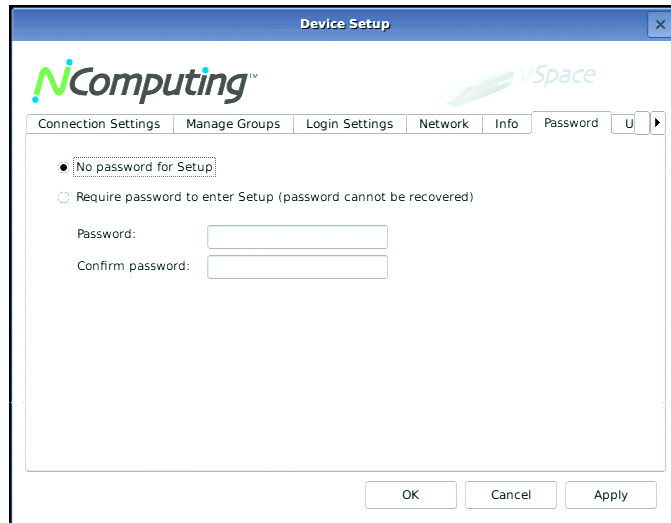 Device Setup
NComputing™
vSpace
Connection Settings Manage Groups Login Settings Network Info Password U
No password for Setup
Require password to enter Setup (password cannot be recovered)
Password:
Confirm password:
OK Cancel Apply